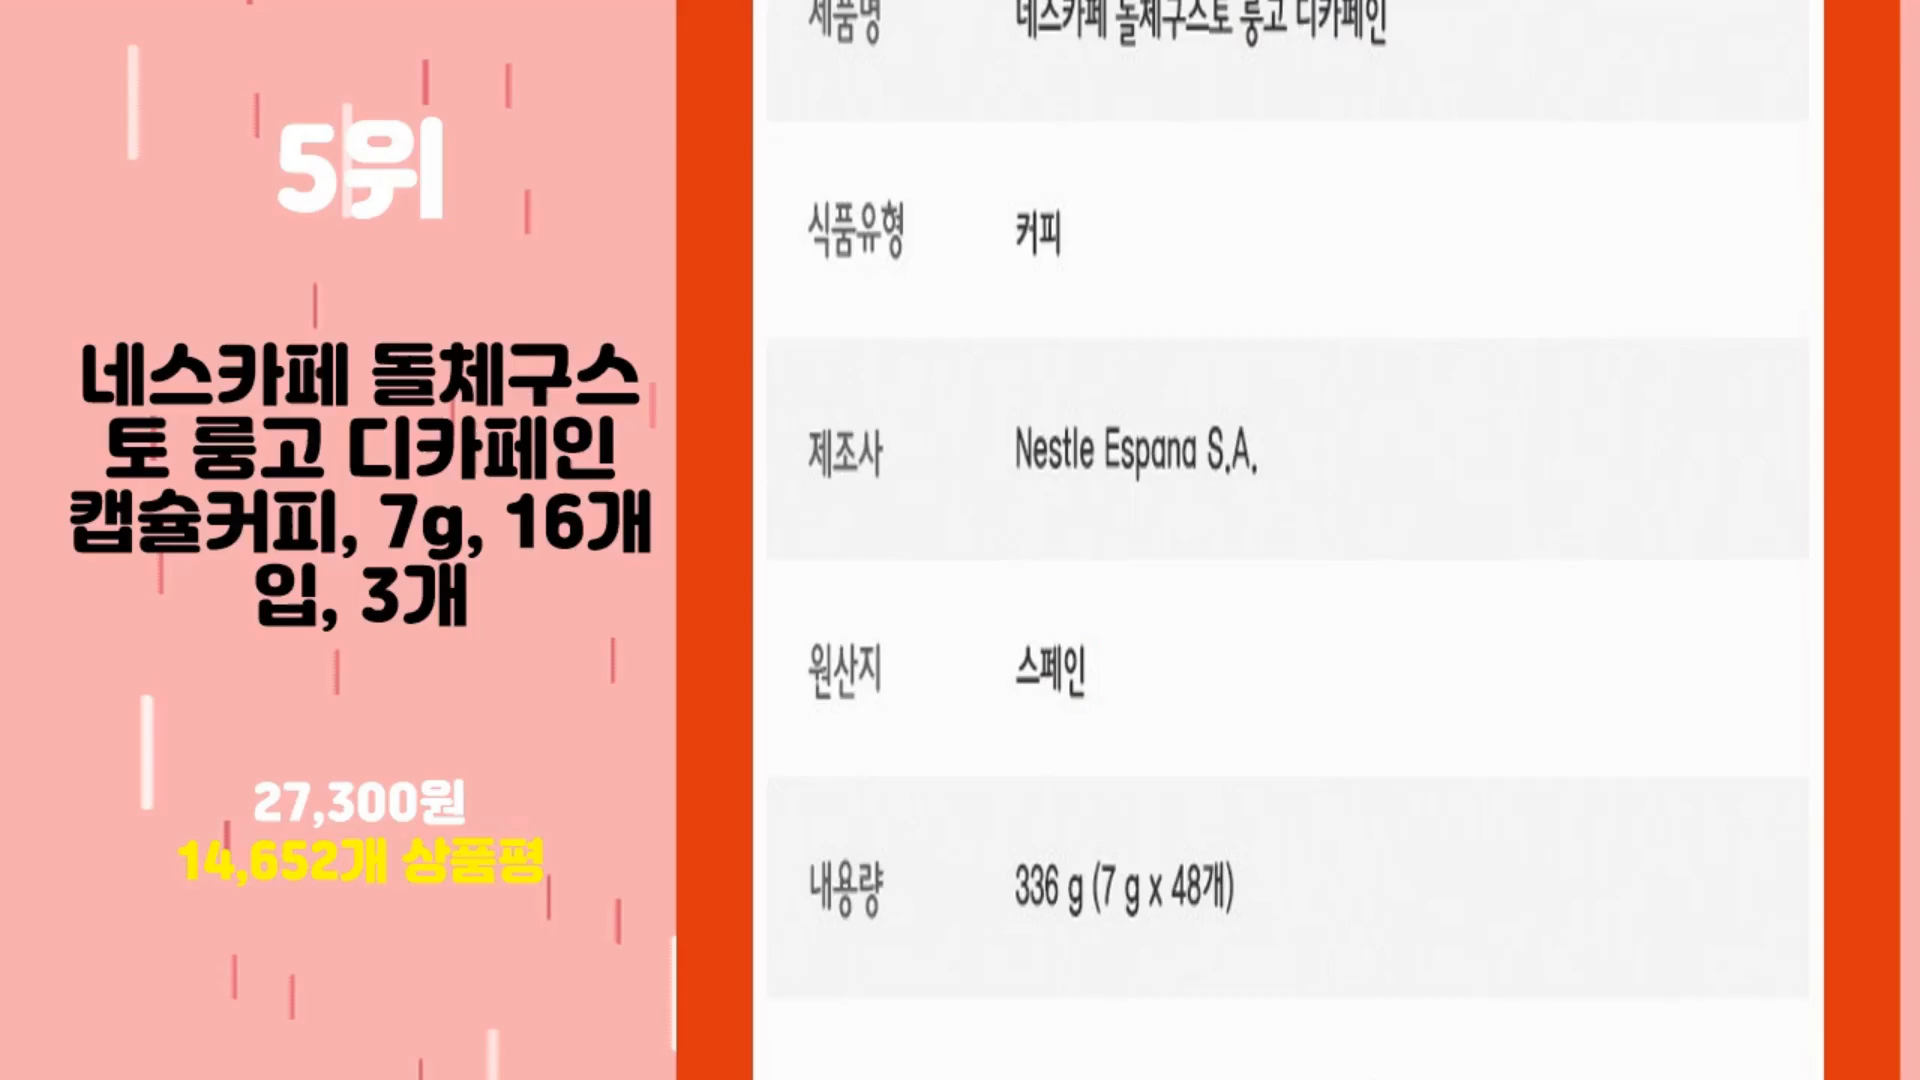 5위
네스카페 돌체구스
토 룽고 디카페인
캡슐커피, 7g, 16개
입, 3개
27,300원
14,652개 상품평
제품명 네스카페 돌체구스토 룽고 디카페인
식품유형 커피
제조사 Nestle Espana S.A.
원산지 스페인
내용량 336 g (7 g x 48개)